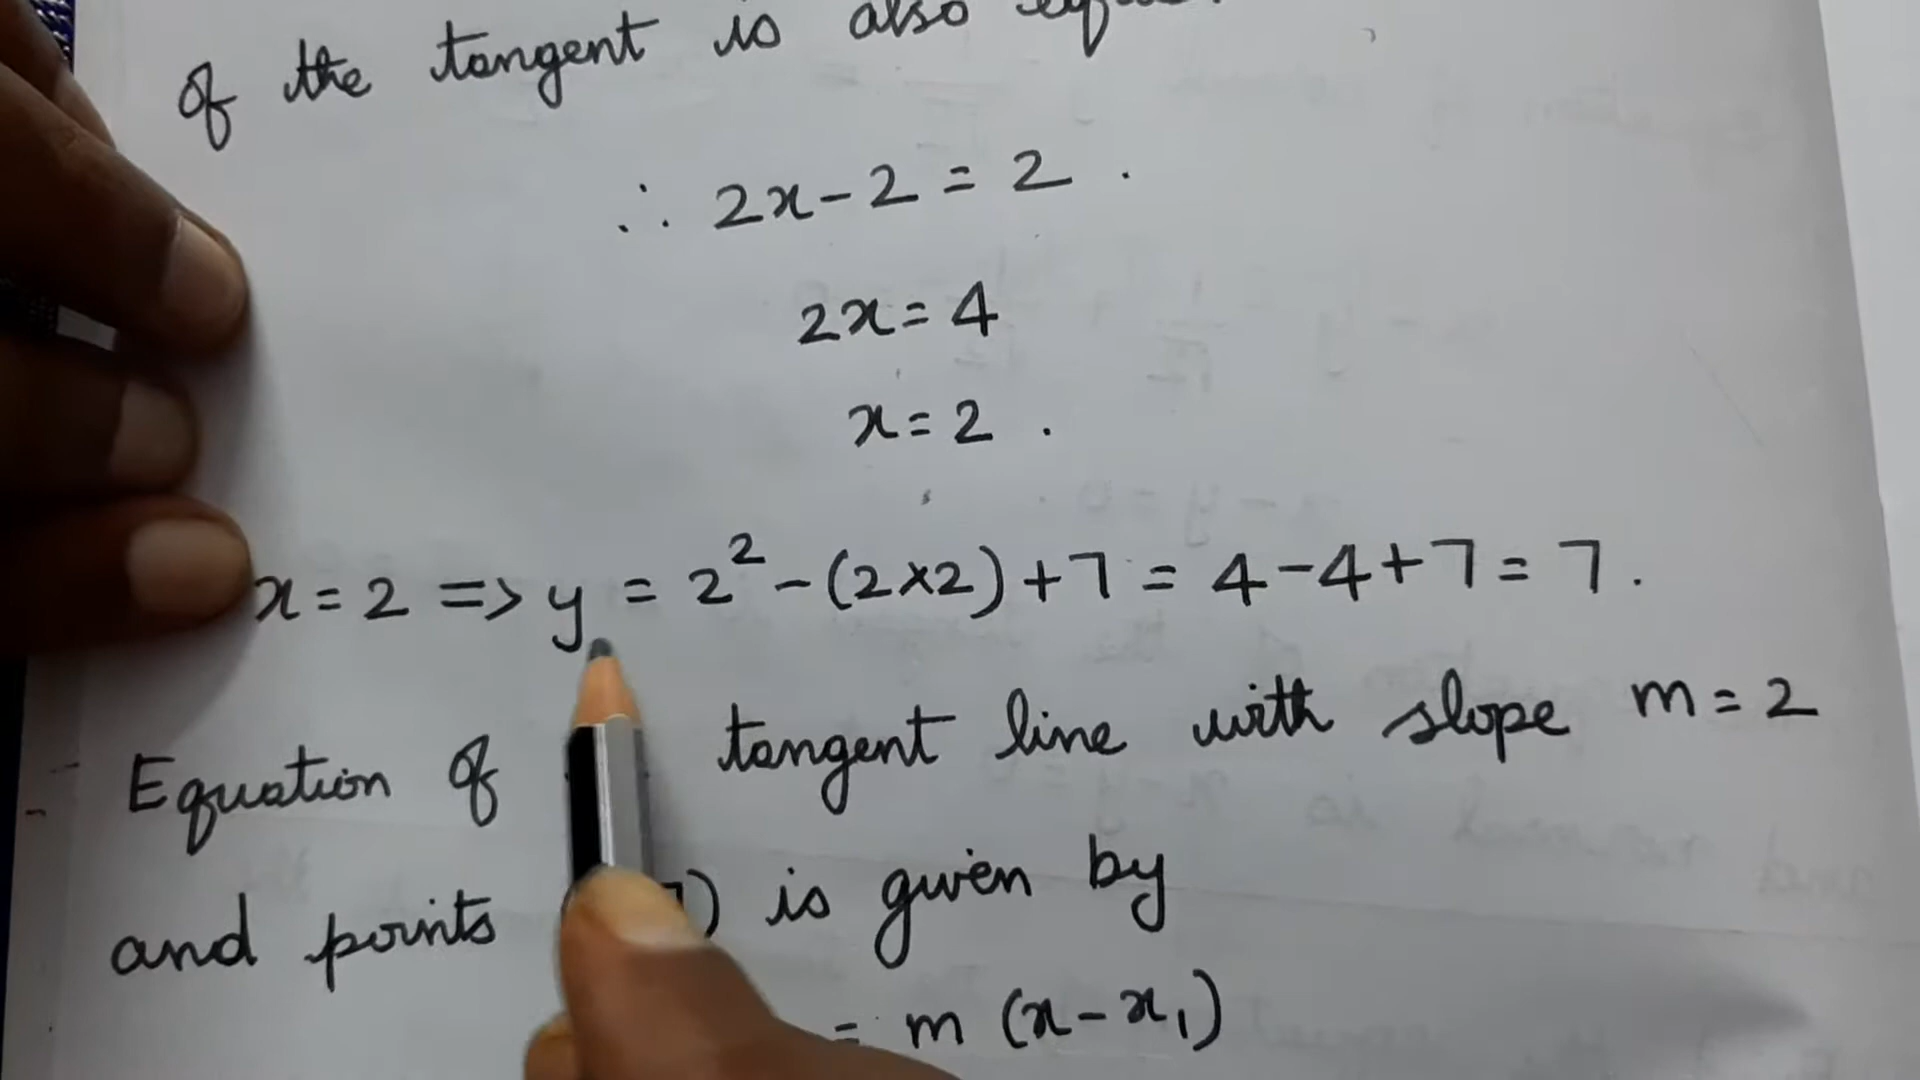 of the tangent is also
∴ 2x - 2 = 2 .
2x = 4
x = 2 .
x = 2 => y = 2² - (2×2) + 7 = 4 - 4 + 7 = 7 .
Equation of tangent line with slope m = 2
and points ( 7) is given by
= m (x - x₁)